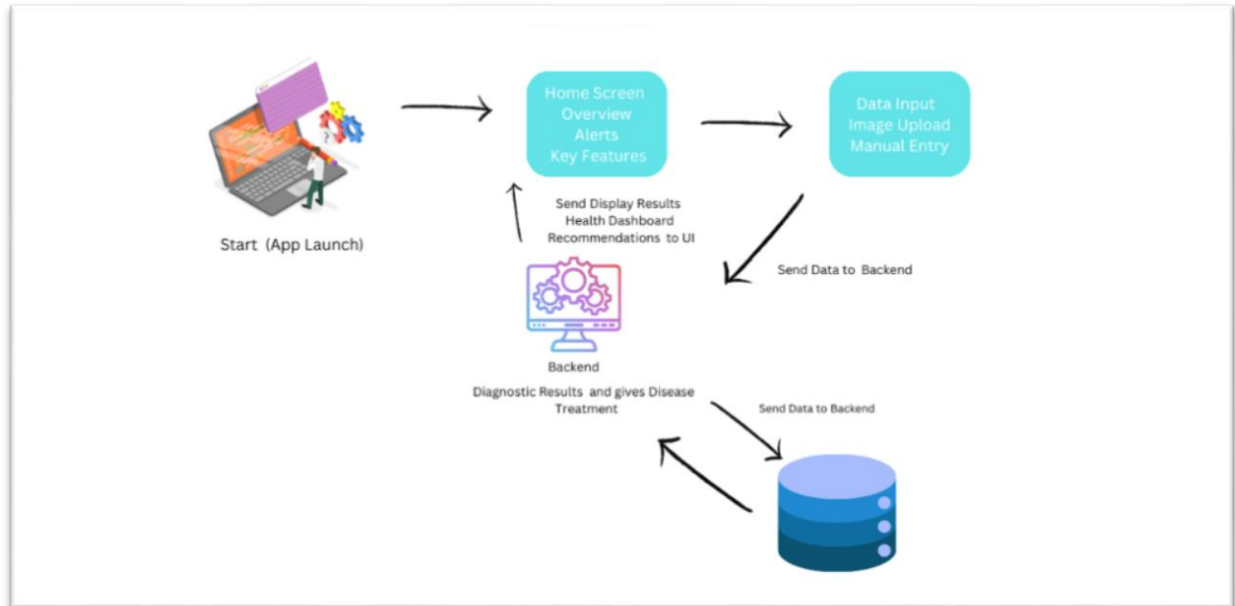 Home Screen
Overview
Alerts
Key Features
Data Input
Image Upload
Manual Entry
Start (App Launch)
Send Display Results
Health Dashboard
Recommendations to UI
Send Data to Backend
Backend
Diagnostic Results and gives Disease
Treatment
Send Data to Backend